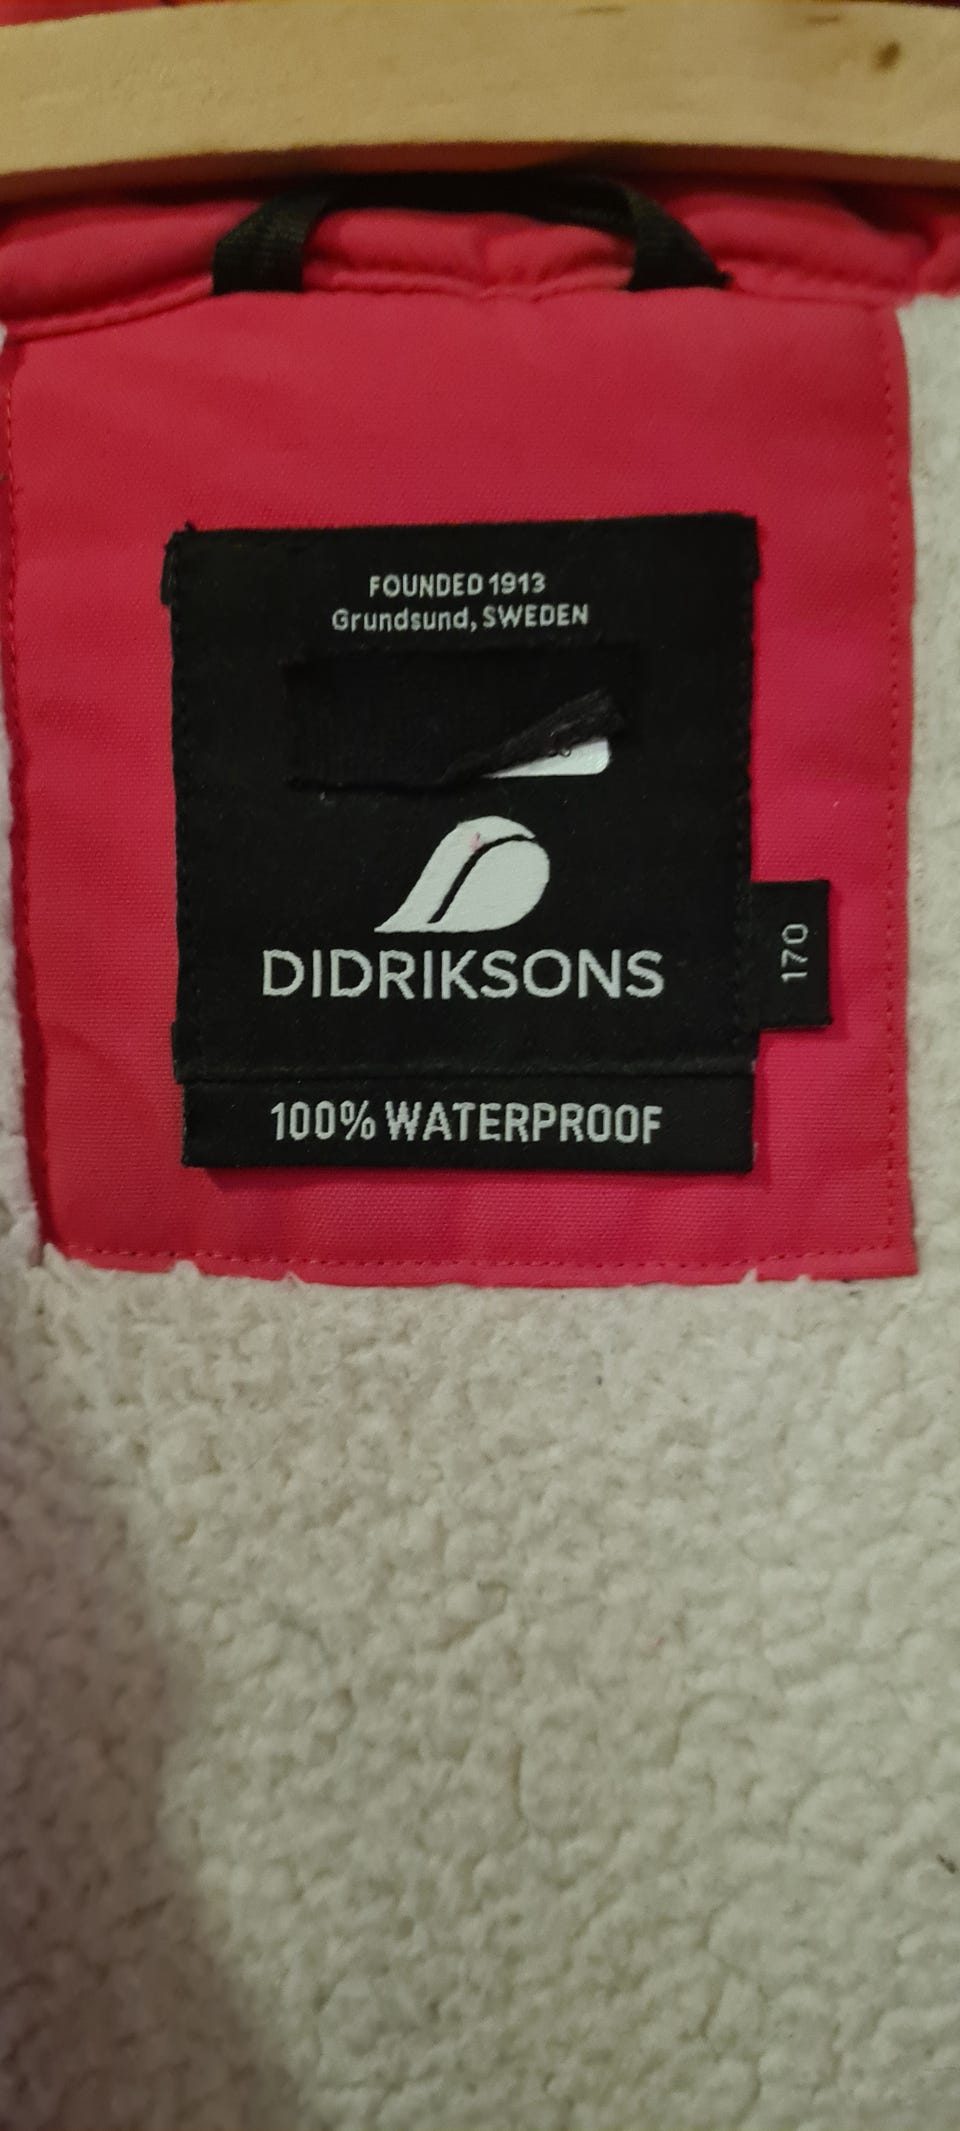 FOUNDED 1913
Grundsund, SWEDEN
DIDRIKSONS
170
100% WATERPROOF